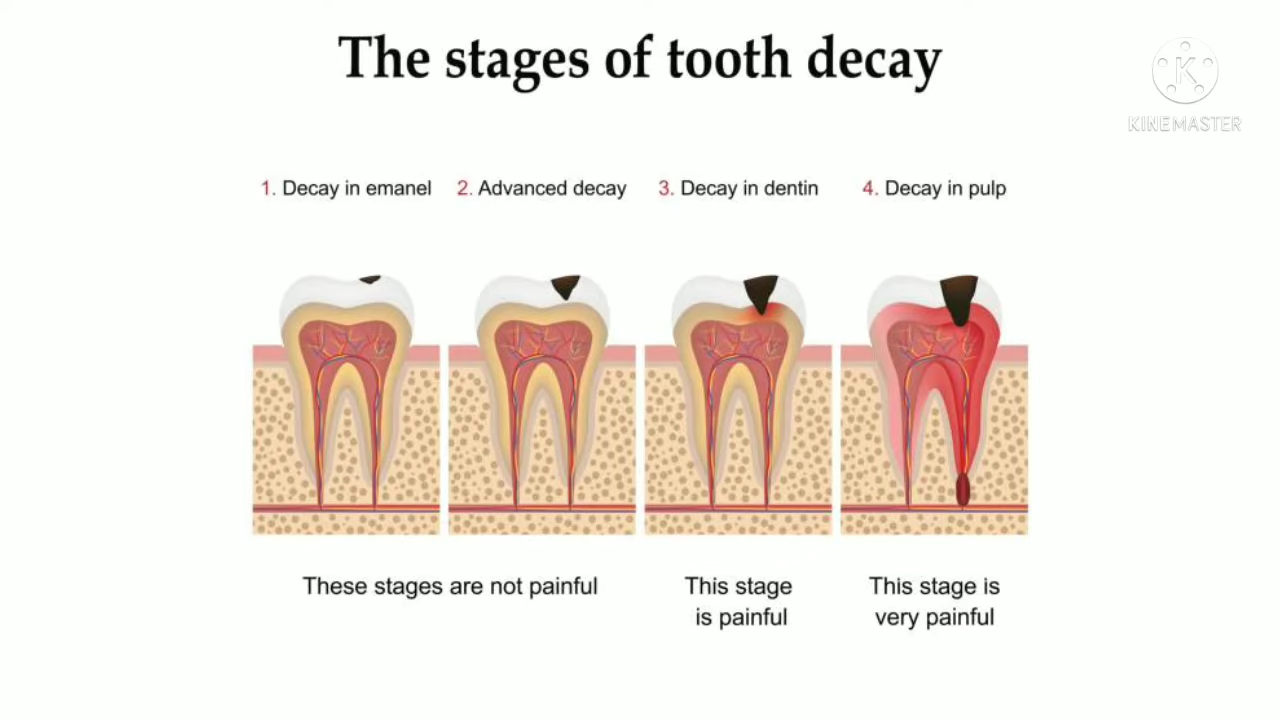 The stages of tooth decay
K
KINEMASTER
1. Decay in emanel
2. Advanced decay
3. Decay in dentin
4. Decay in pulp
These stages are not painful
This stage
is painful
This stage is
very painful